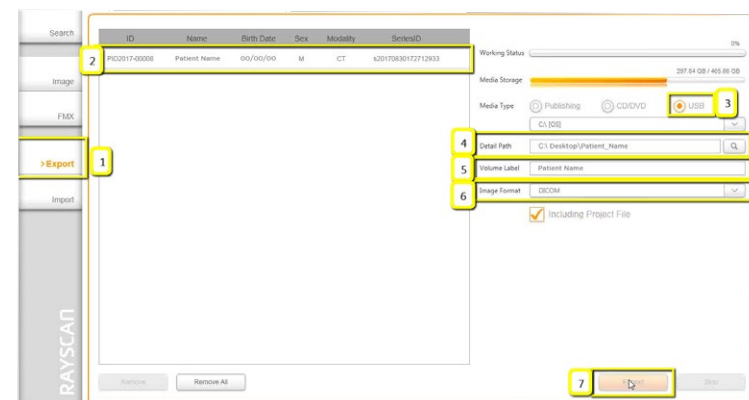 Search
Image
FMX
>Export
Import
RAYSCAN
1
ID Name Birth Date Sex Modality SeriesID
2 PID2017-00008 Patient Name 00/00/00 M CT s20170830172712933
Working Status 0%
Media Storage 297.64 GB / 465.66 GB
Media Type Publishing CD/DVD USB 3
C:\ [OS]
4 Detail Path C:\ Desktop\Patient_Name
5 Volume Label Patient Name
6 Image Format DICOM
Including Project File
Remove Remove All
7 Export Stop